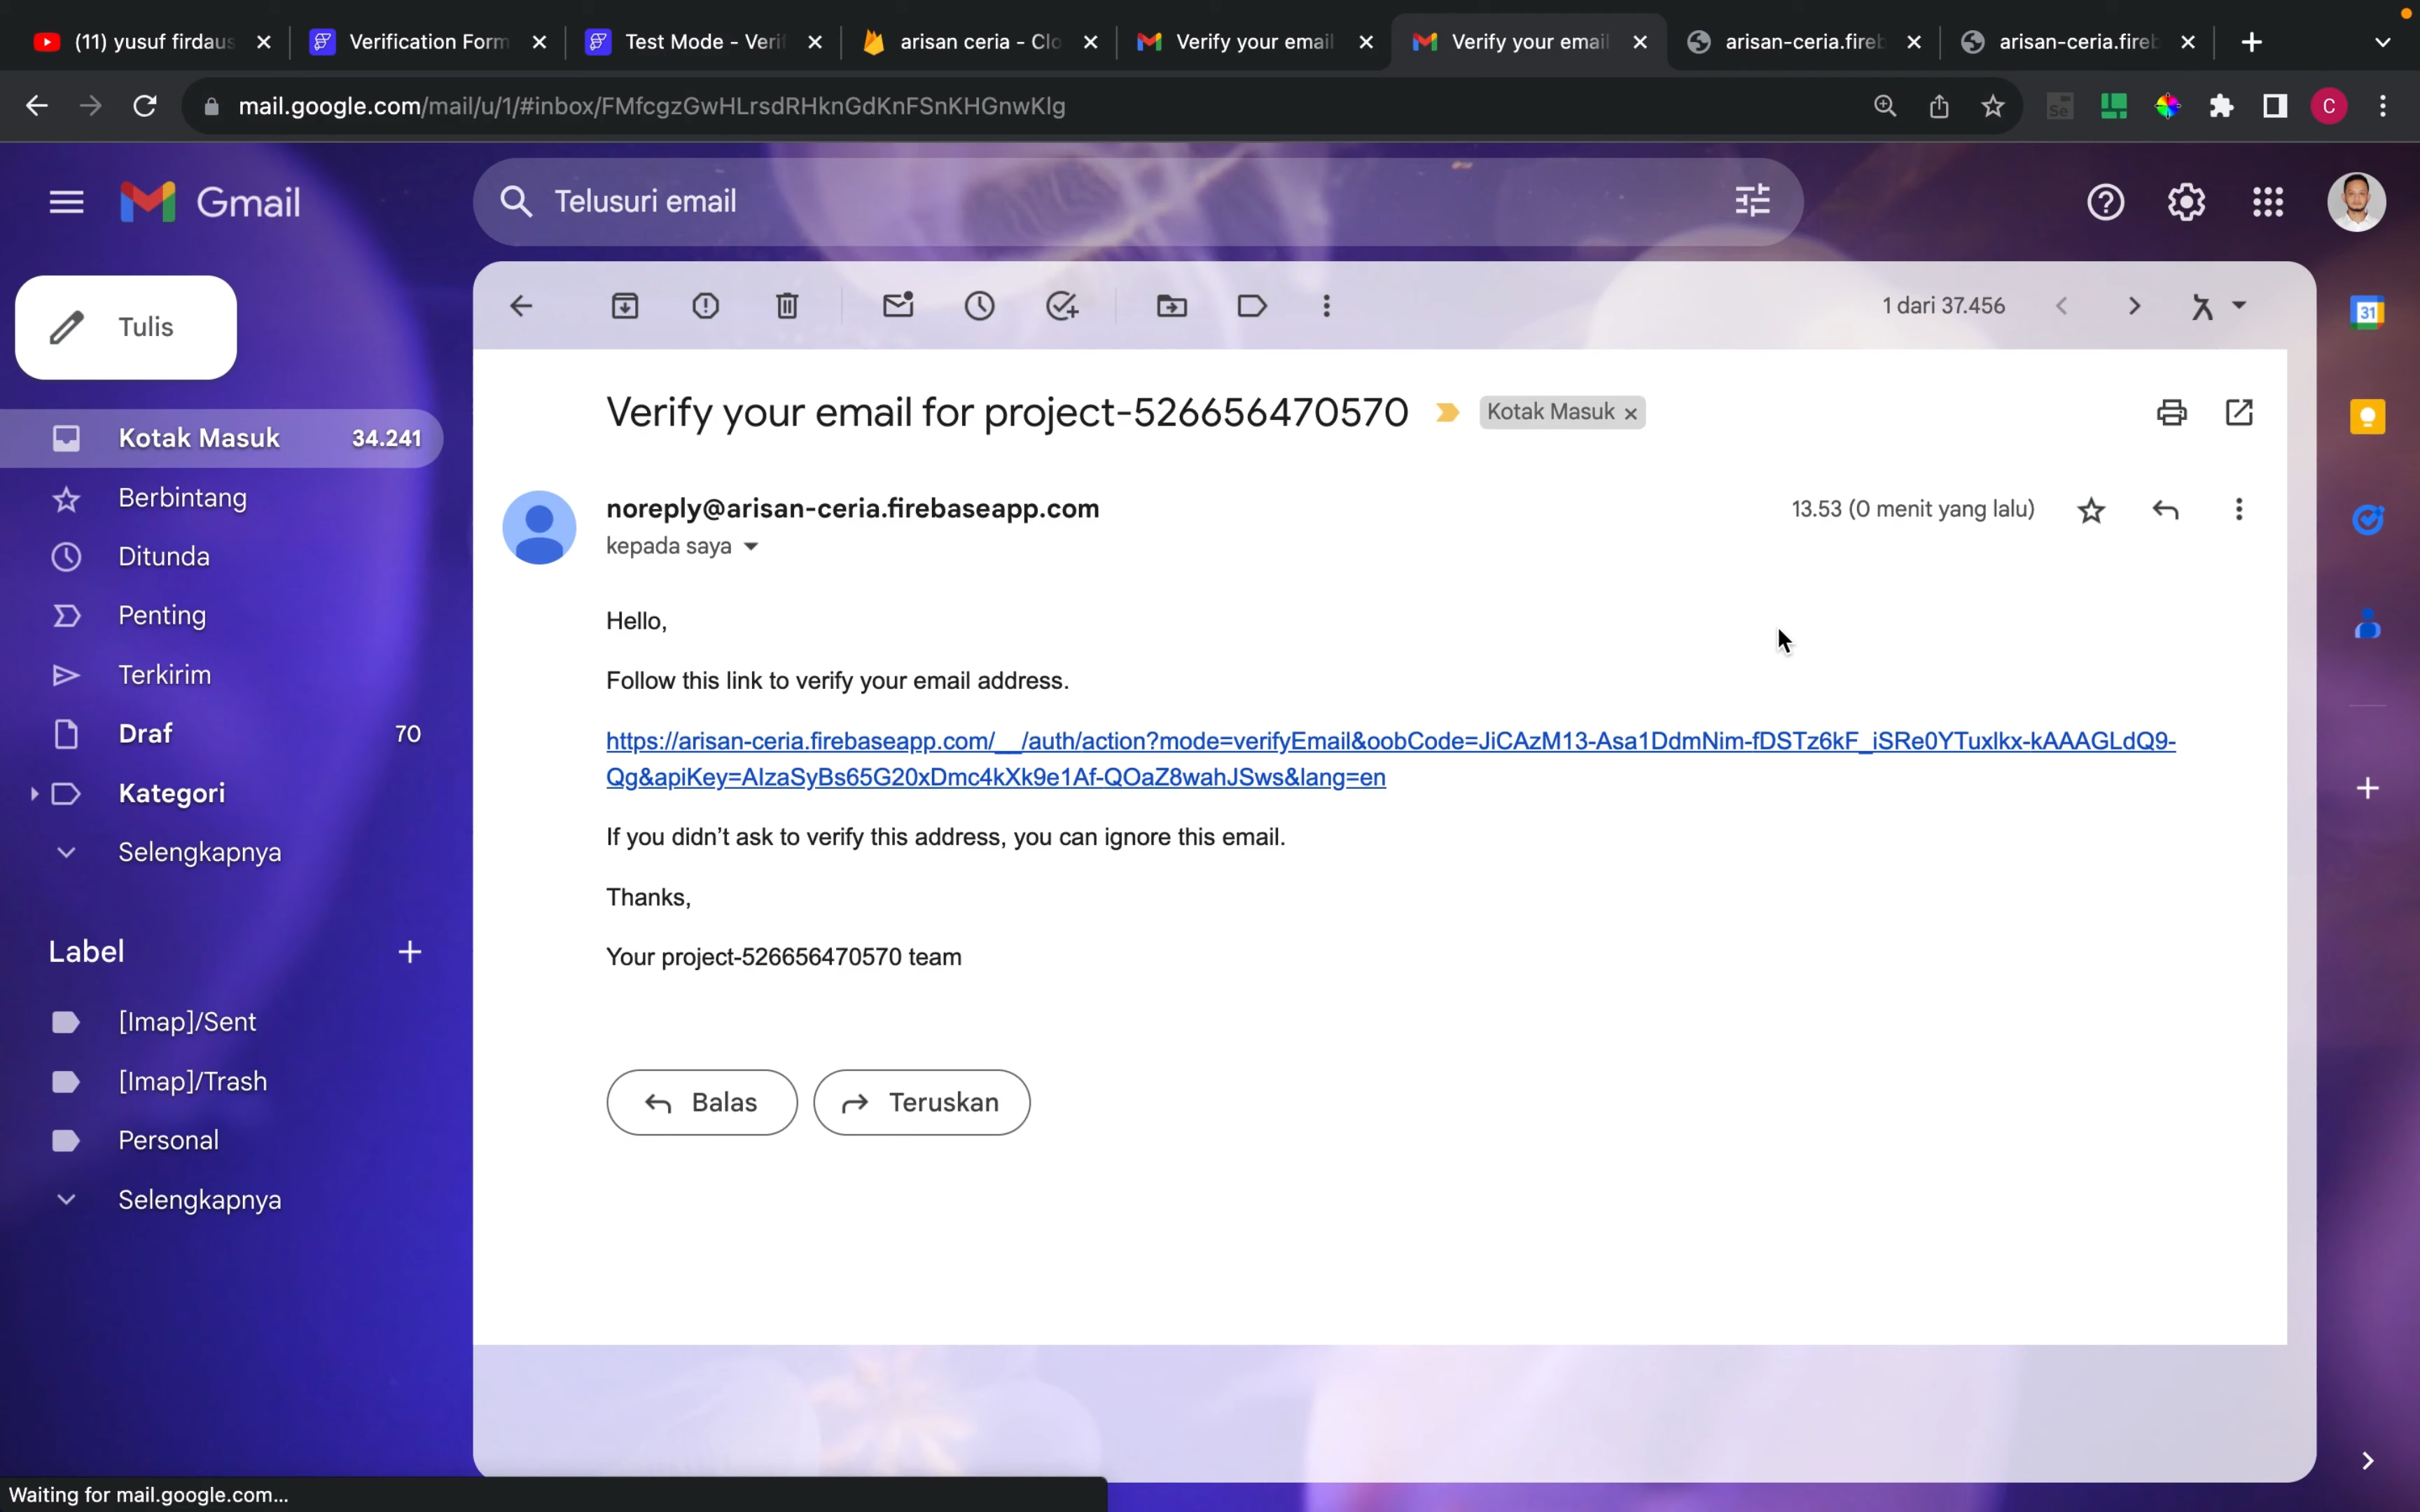 (11) yusuf firdaus
Verification Form
Test Mode - Verif
arisan ceria - Clo
Verify your email
Verify your email
arisan-ceria.fireb
arisan-ceria.fireb
mail.google.com/mail/u/1/#inbox/FMfcgzGwHLrsdRHknGdKnFSnKHGnwKlg
Se
C
Gmail
Telusuri email
Tulis
1 dari 37.456
31
Verify your email for project-526656470570
Kotak Masuk ×
Kotak Masuk 34.241
Berbintang
Ditunda
Penting
Terkirim
Draf 70
Kategori
Selengkapnya
Label
[Imap]/Sent
[Imap]/Trash
Personal
Selengkapnya
noreply@arisan-ceria.firebaseapp.com
13.53 (0 menit yang lalu)
kepada saya
Hello,
Follow this link to verify your email address.
https://arisan-ceria.firebaseapp.com/__/auth/action?mode=verifyEmail&oobCode=JiCAzM13-Asa1DdmNim-fDSTz6kF_iSRe0YTuxlkx-kAAAGLdQ9-
Qg&apiKey=AIzaSyBs65G20xDmc4kXk9e1Af-QOaZ8wahJSws&lang=en
If you didn’t ask to verify this address, you can ignore this email.
Thanks,
Your project-526656470570 team
Balas
Teruskan
Waiting for mail.google.com...